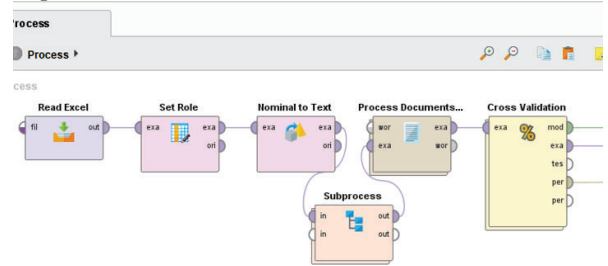 rocess
Process
cess
Read Excel
Set Role
Nominal to Text
Process Documents...
Cross Validation
fil
out
exa
exa
ori
exa
exa
ori
wor
exa
exa
wor
exa
mod
exa
tes
per
per
Subprocess
in
out
in
out